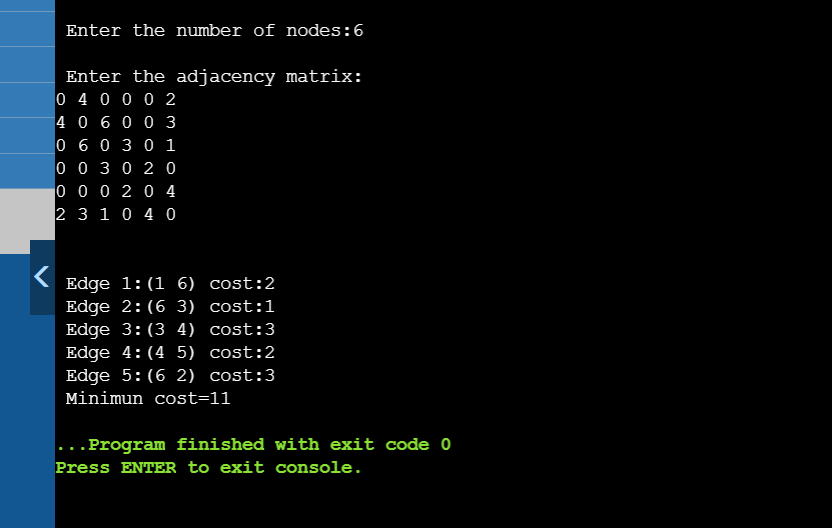 Enter the number of nodes:6
Enter the adjacency matrix:
0 4 0 0 0 2
4 0 6 0 0 3
0 6 0 3 0 1
0 0 3 0 2 0
0 0 0 2 0 4
2 3 1 0 4 0
Edge 1:(1 6) cost:2
Edge 2:(6 3) cost:1
Edge 3:(3 4) cost:3
Edge 4:(4 5) cost:2
Edge 5:(6 2) cost:3
Minimun cost=11
...Program finished with exit code 0
Press ENTER to exit console.